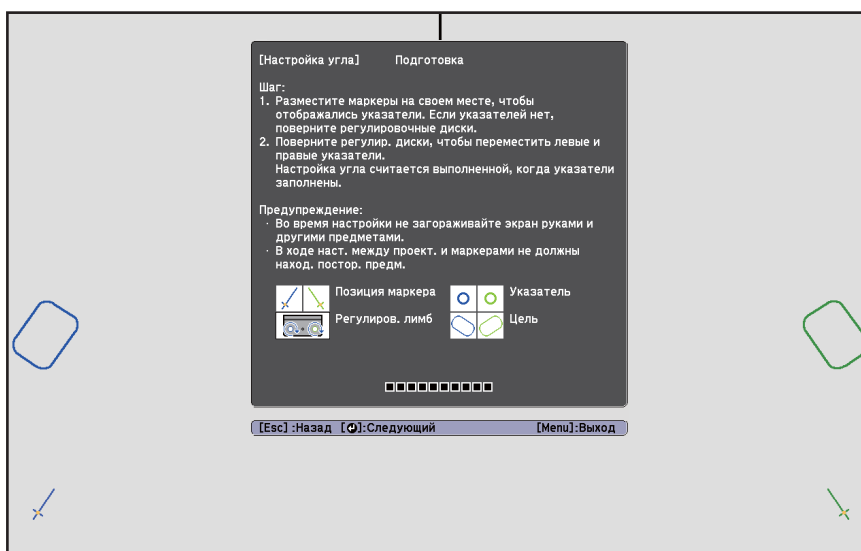 [Настройка угла] Подготовка
Шаг:
1. Разместите маркеры на своем месте, чтобы
отображались указатели. Если указателей нет,
поверните регулировочные диски.
2. Поверните регулир. диски, чтобы переместить левые и
правые указатели.
Настройка угла считается выполненной, когда указатели
заполнены.
Предупреждение:
· Во время настройки не загораживайте экран руками и
другими предметами.
· В ходе наст. между проект. и маркерами не должны
наход. постор. предм.
Позиция маркера
Указатель
Регулиров. лимб
Цель
[Esc] :Назад [⏎]:Следующий [Menu]:Выход